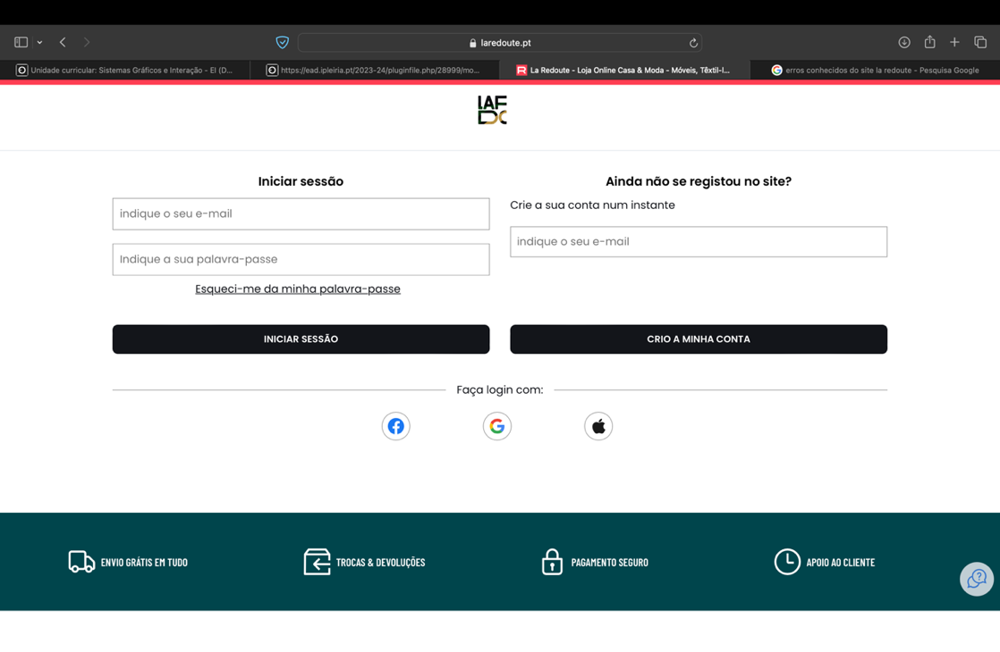 laredoute.pt
Unidade curricular: Sistemas Gráficos e Interação - EI (D...
https://ead.ipleiria.pt/2023-24/pluginfile.php/28999/mo...
La Redoute - Loja Online Casa & Moda - Móveis, Têxtil-l...
erros conhecidos do site la redoute - Pesquisa Google
Iniciar sessão
indique o seu e-mail
Indique a sua palavra-passe
Esqueci-me da minha palavra-passe
INICIAR SESSÃO
Ainda não se registou no site?
Crie a sua conta num instante
indique o seu e-mail
CRIO A MINHA CONTA
Faça login com:
ENVIO GRÁTIS EM TUDO
TROCAS & DEVOLUÇÕES
PAGAMENTO SEGURO
APOIO AO CLIENTE